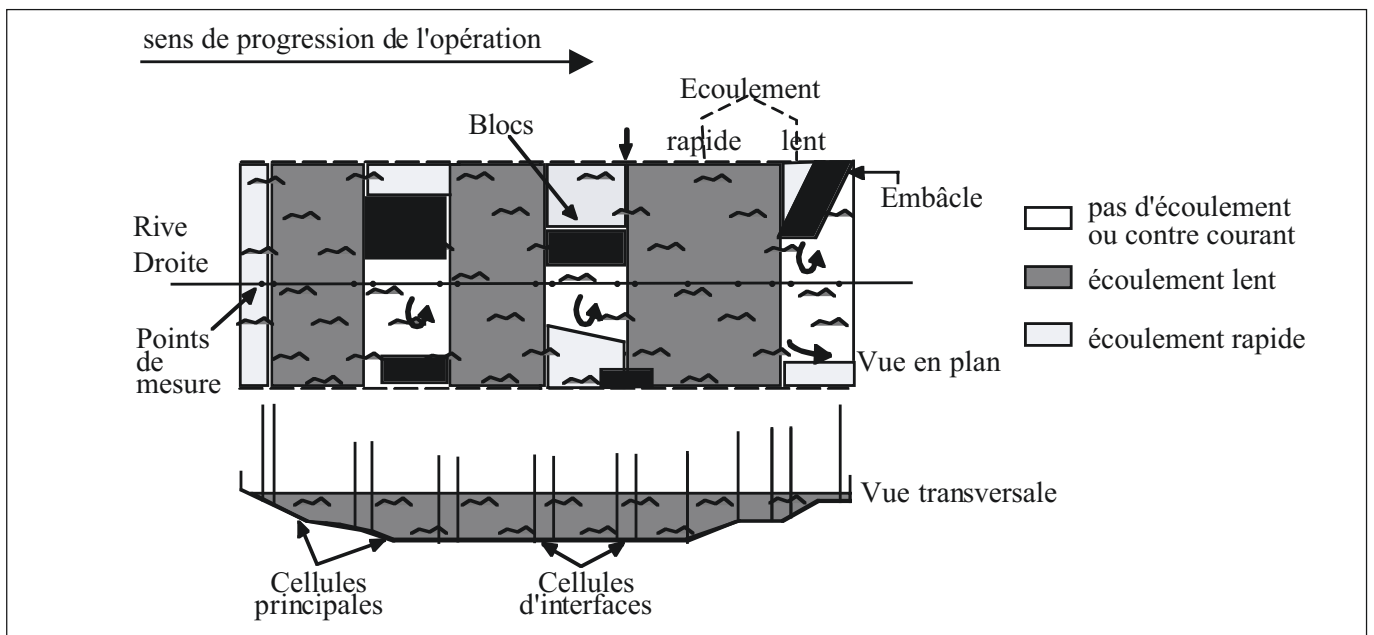 sens de progression de l'opération
Ecoulement
Blocs
rapide
lent
Embâcle
pas d'écoulement
ou contre courant
Rive
Droite
écoulement lent
Points
de
mesure
écoulement rapide
Vue en plan
Vue transversale
Cellules
principales
Cellules
d'interfaces